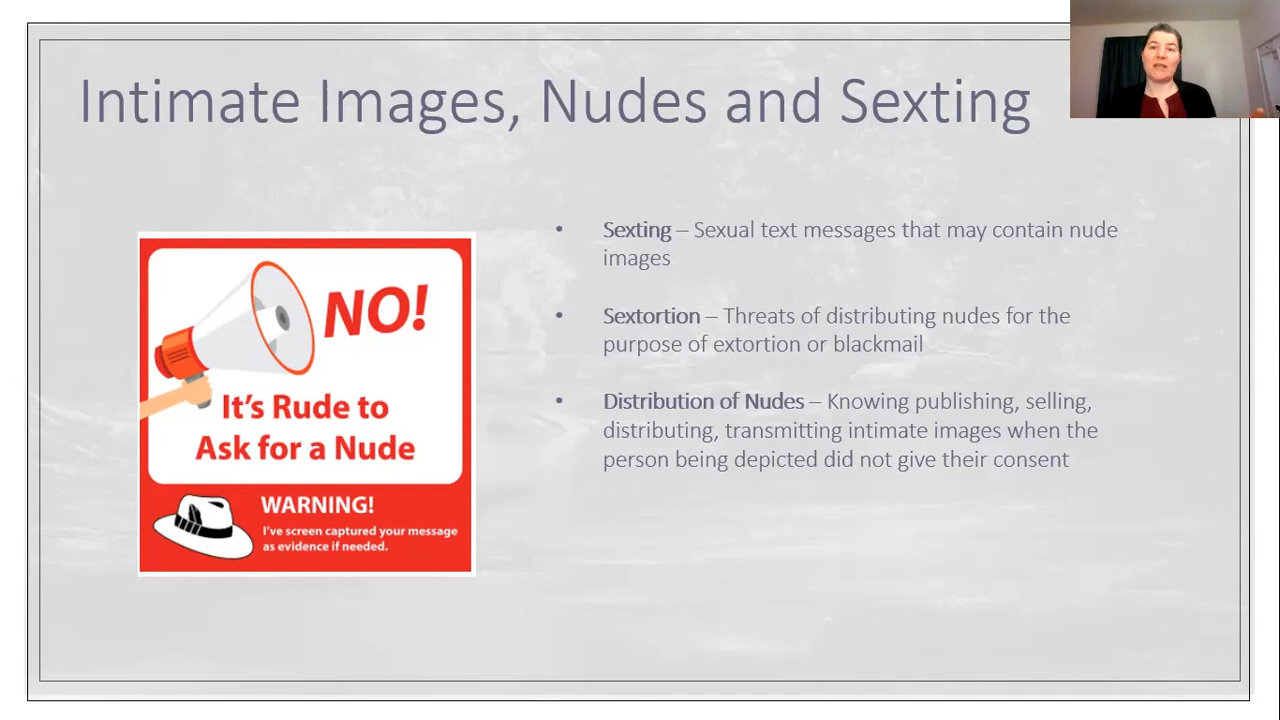 Intimate Images, Nudes and Sexting
NO!
It's Rude to
Ask for a Nude
WARNING!
I've screen captured your message
as evidence if needed.
• Sexting – Sexual text messages that may contain nude
images
• Sextortion – Threats of distributing nudes for the
purpose of extortion or blackmail
• Distribution of Nudes – Knowing publishing, selling,
distributing, transmitting intimate images when the
person being depicted did not give their consent